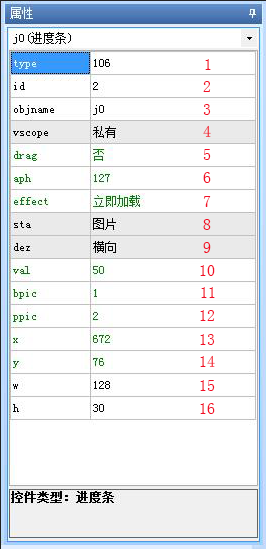 属性
j0(进度条)
type 106 1
id 2 2
objname j0 3
vscope 私有 4
drag 否 5
aph 127 6
effect 立即加载 7
sta 图片 8
dez 横向 9
val 50 10
bpic 1 11
ppic 2 12
x 672 13
y 76 14
w 128 15
h 30 16
控件类型：进度条